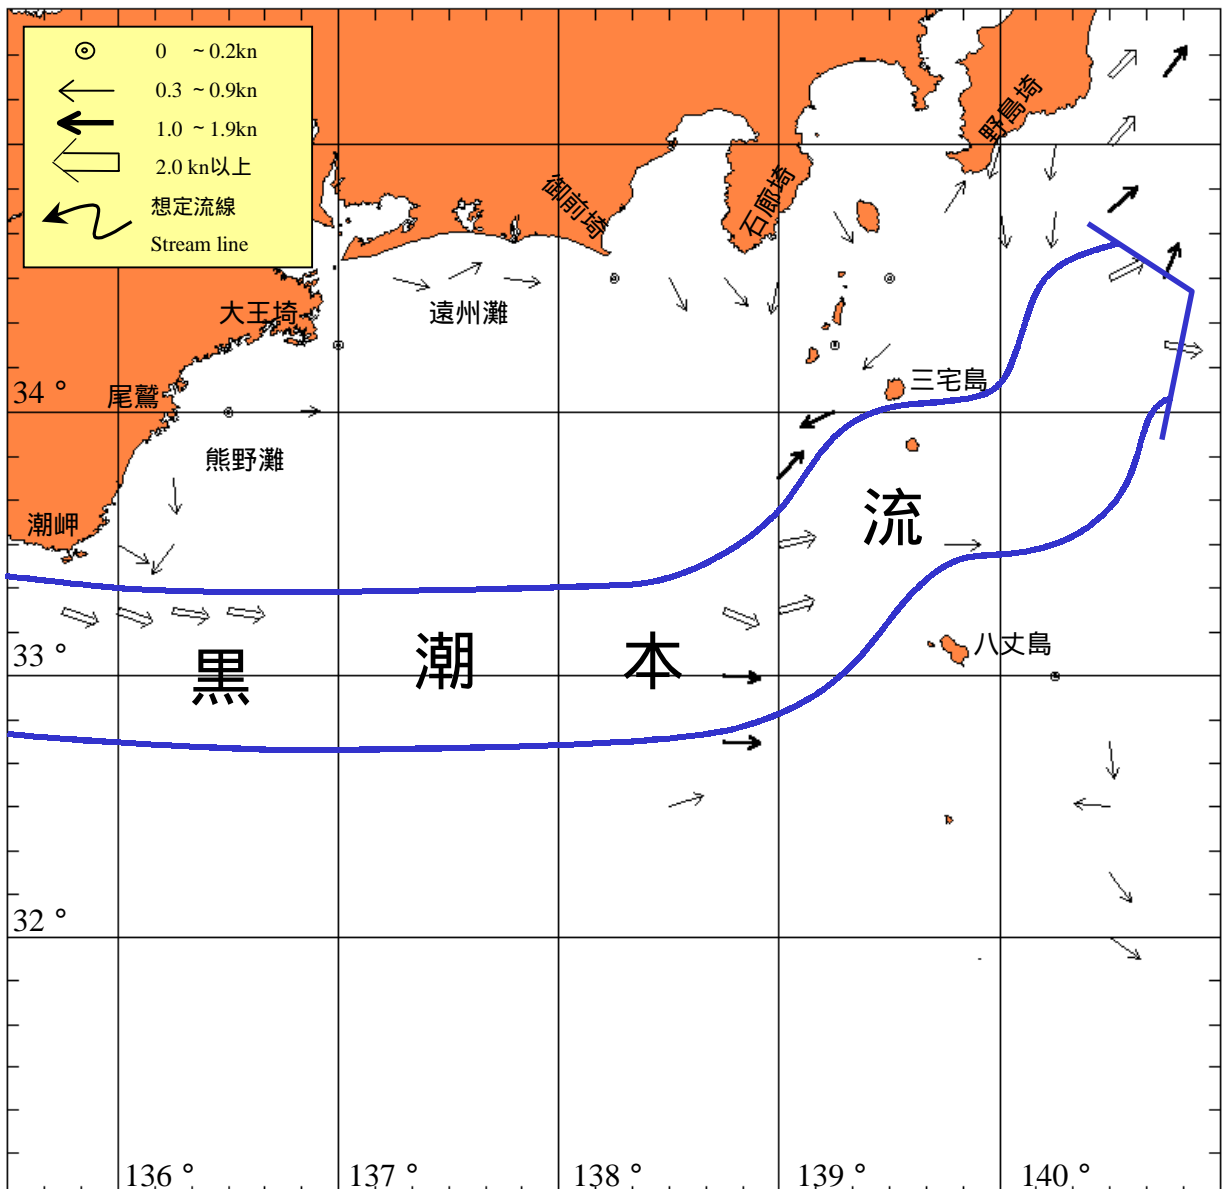 0 ~ 0.2kn
0.3 ~ 0.9kn
1.0 ~ 1.9kn
2.0 kn以上
想定流線
Stream line
野島埼
御前埼
石廊埼
大王埼
遠州灘
尾鷲
34 °
三宅島
熊野灘
潮岬
黒潮本流
33 °
八丈島
32 °
136 ° 137 ° 138 ° 139 ° 140 °